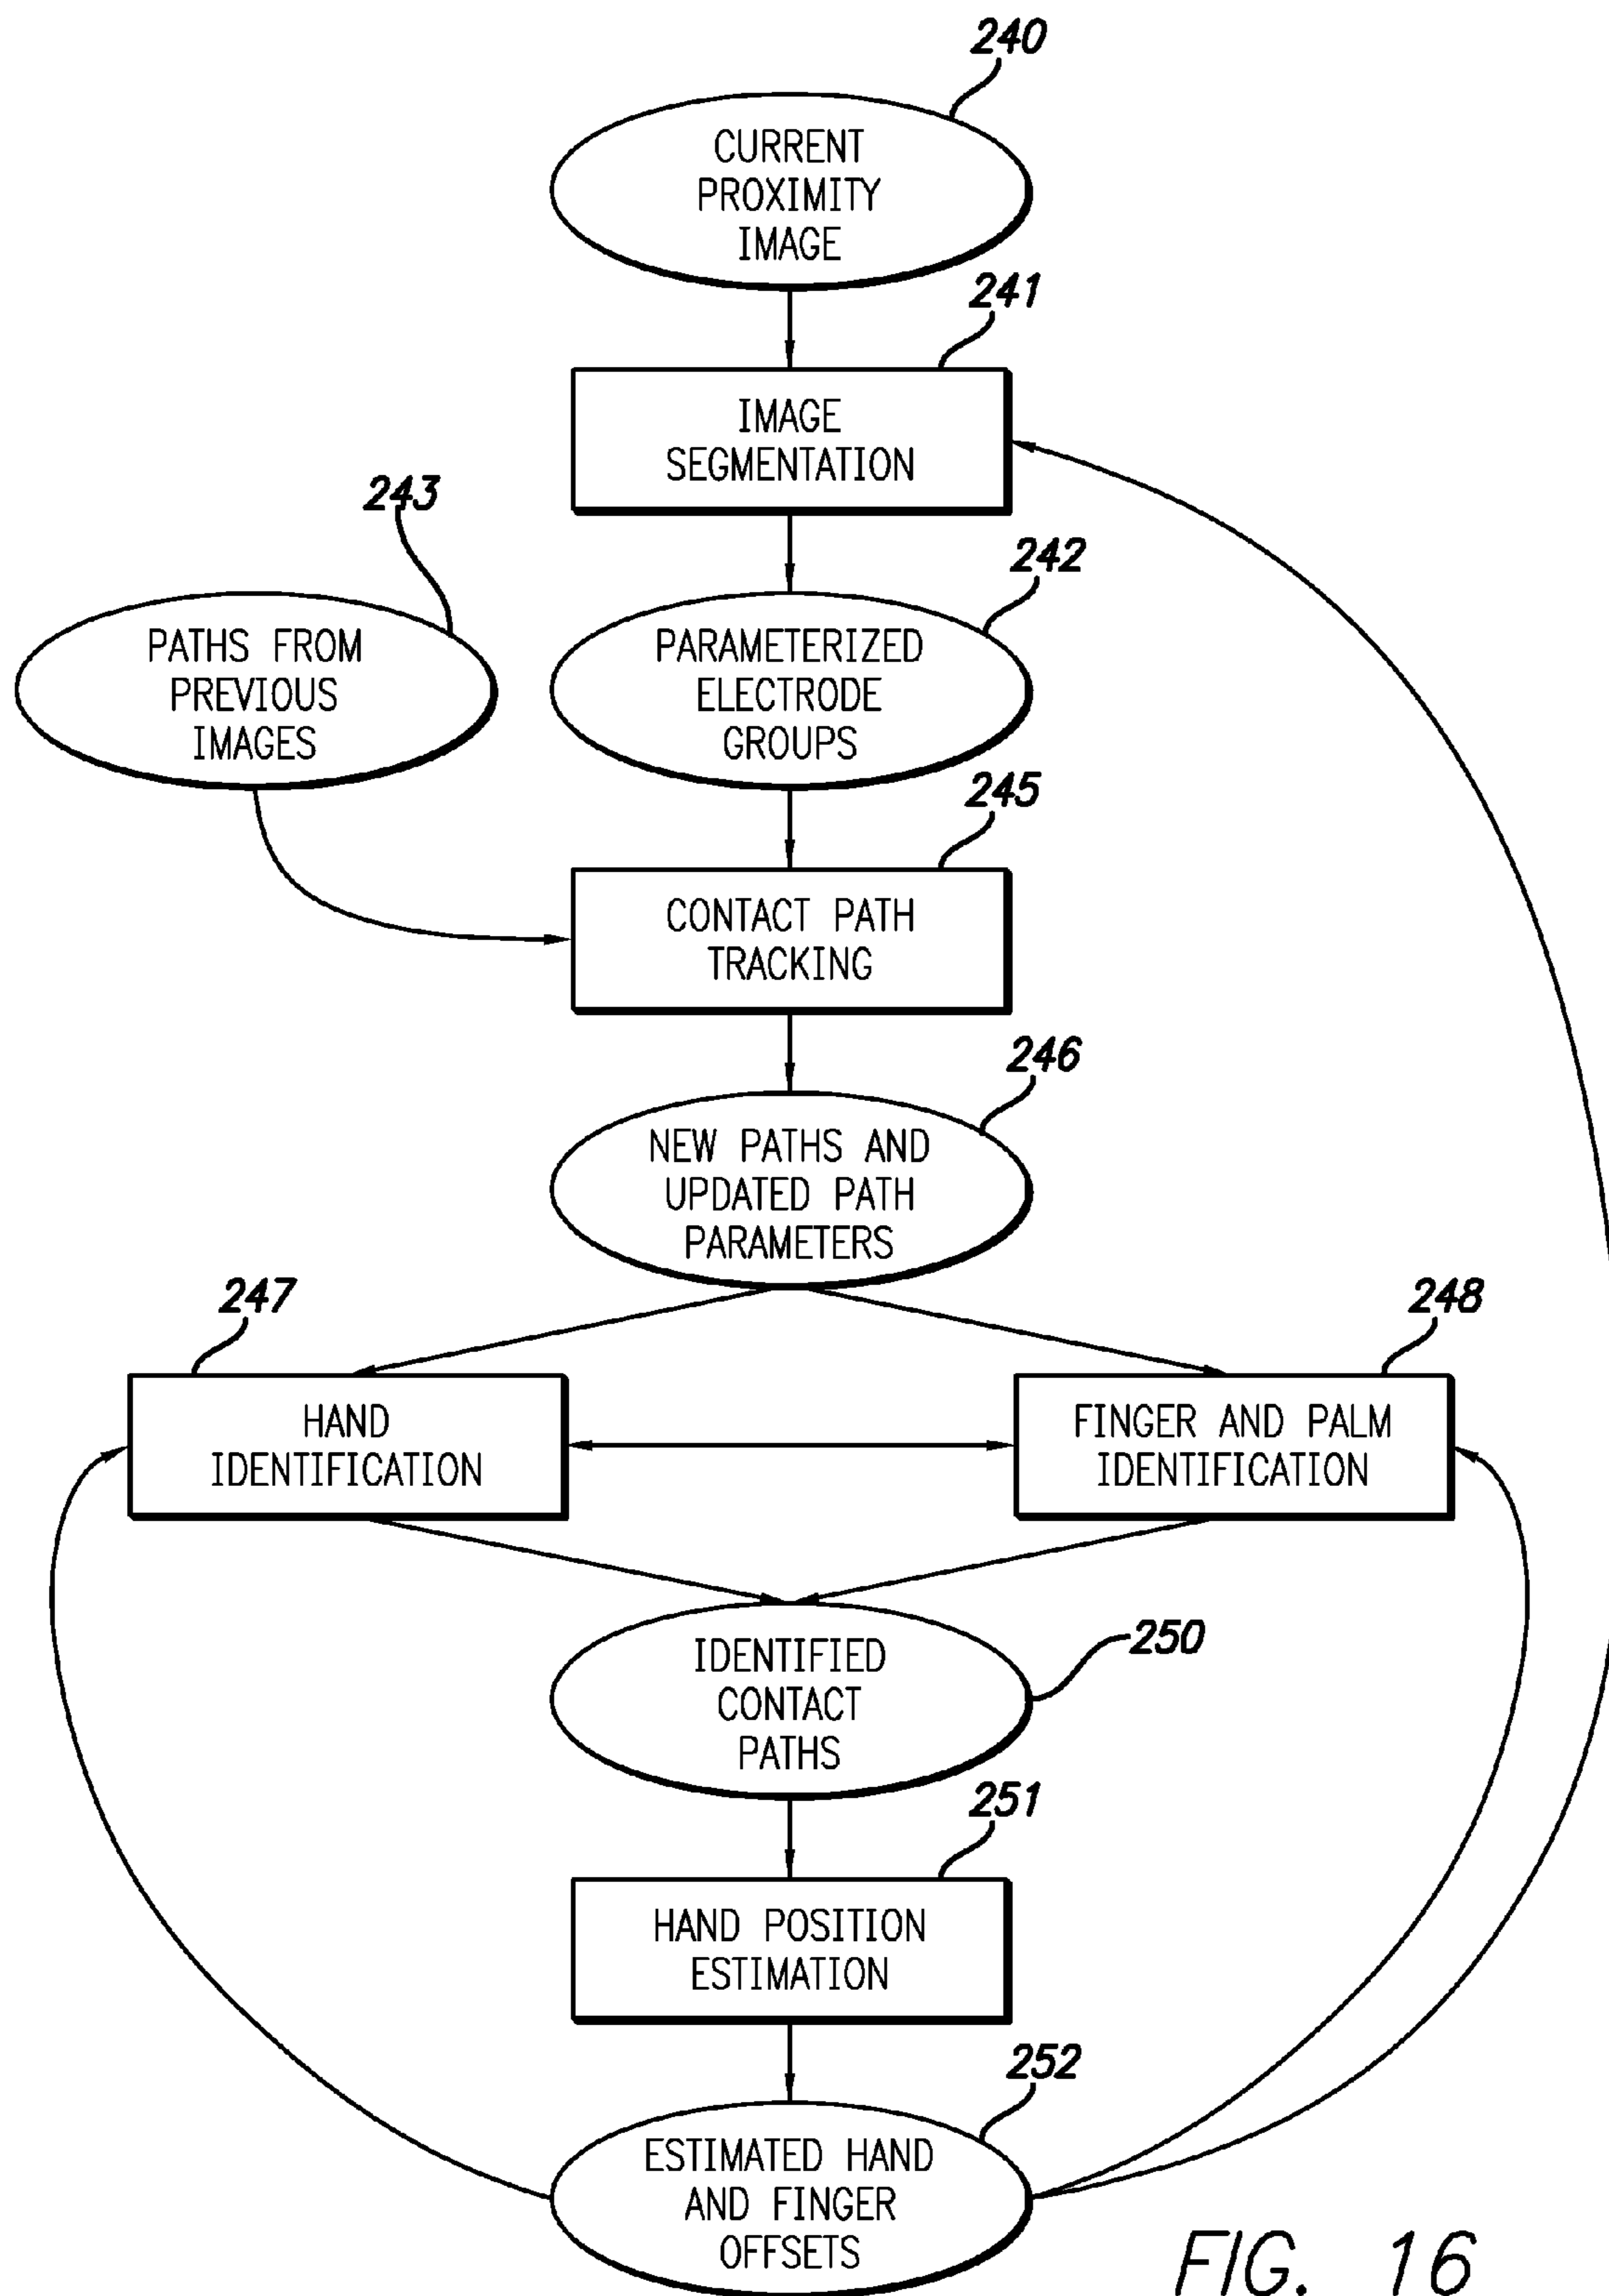 240
CURRENT
PROXIMITY
IMAGE
241
IMAGE
SEGMENTATION
243
242
PATHS FROM
PREVIOUS
IMAGES
PARAMETERIZED
ELECTRODE
GROUPS
245
CONTACT PATH
TRACKING
246
NEW PATHS AND
UPDATED PATH
PARAMETERS
247
248
HAND
IDENTIFICATION
FINGER AND PALM
IDENTIFICATION
250
IDENTIFIED
CONTACT
PATHS
251
HAND POSITION
ESTIMATION
252
ESTIMATED HAND
AND FINGER
OFFSETS
FIG. 16